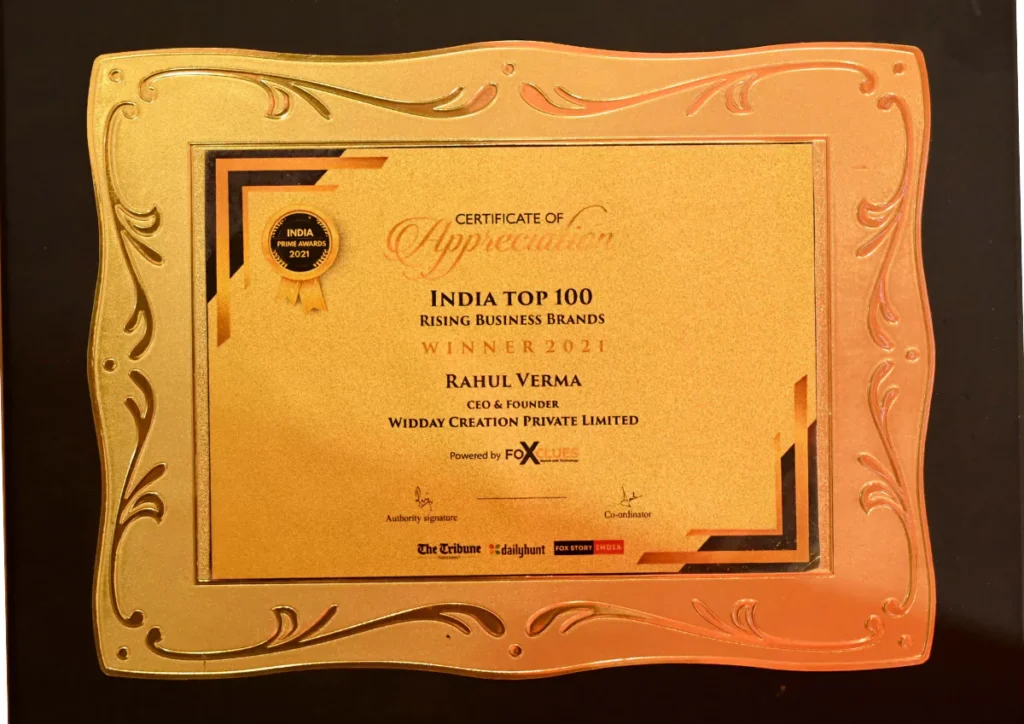 INDIA
PRIME AWARDS
2021
CERTIFICATE OF
Appreciation
INDIA TOP 100
RISING BUSINESS BRANDS
WINNER 2021
RAHUL VERMA
CEO & FOUNDER
WIDDAY CREATION PRIVATE LIMITED
Powered by FOXCLUES
Authority signature
Co-ordinator
The Tribune dailyhunt FOX STORY INDIA